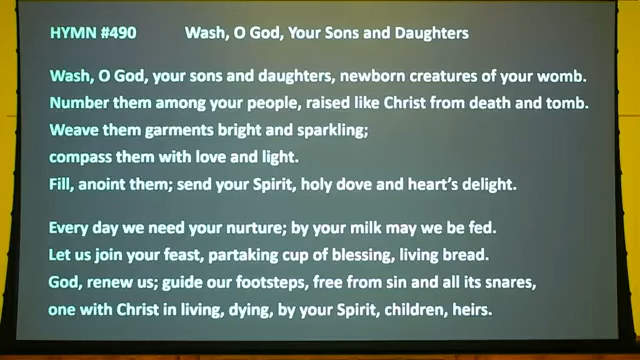 HYMN #490 Wash, O God, Your Sons and Daughters
Wash, O God, your sons and daughters, newborn creatures of your womb.
Number them among your people, raised like Christ from death and tomb.
Weave them garments bright and sparkling;
compass them with love and light.
Fill, anoint them; send your Spirit, holy dove and heart's delight.
Every day we need your nurture; by your milk may we be fed.
Let us join your feast, partaking cup of blessing, living bread.
God, renew us; guide our footsteps, free from sin and all its snares,
one with Christ in living, dying, by your Spirit, children, heirs.